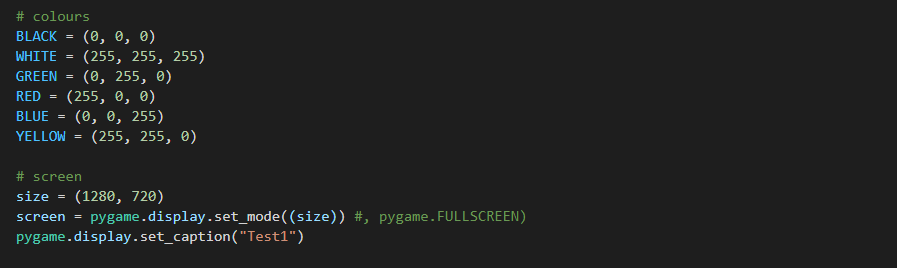 # colours
BLACK = (0, 0, 0)
WHITE = (255, 255, 255)
GREEN = (0, 255, 0)
RED = (255, 0, 0)
BLUE = (0, 0, 255)
YELLOW = (255, 255, 0)
# screen
size = (1280, 720)
screen = pygame.display.set_mode((size)) #, pygame.FULLSCREEN)
pygame.display.set_caption("Test1")